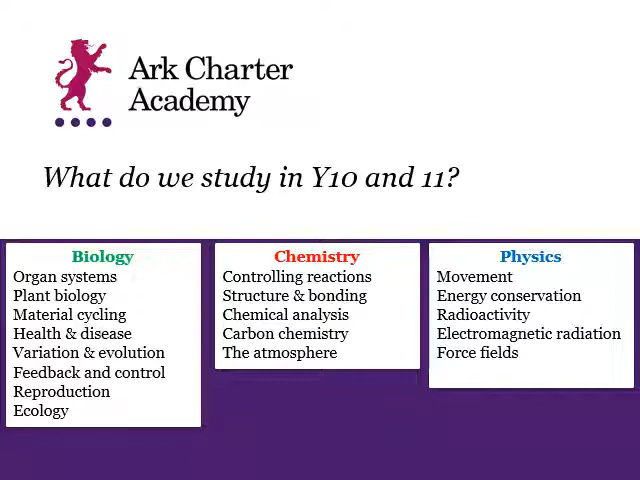 Ark Charter
Academy
What do we study in Y10 and 11?
Biology
Organ systems
Plant biology
Material cycling
Health & disease
Variation & evolution
Feedback and control
Reproduction
Ecology
Chemistry
Controlling reactions
Structure & bonding
Chemical analysis
Carbon chemistry
The atmosphere
Physics
Movement
Energy conservation
Radioactivity
Electromagnetic radiation
Force fields